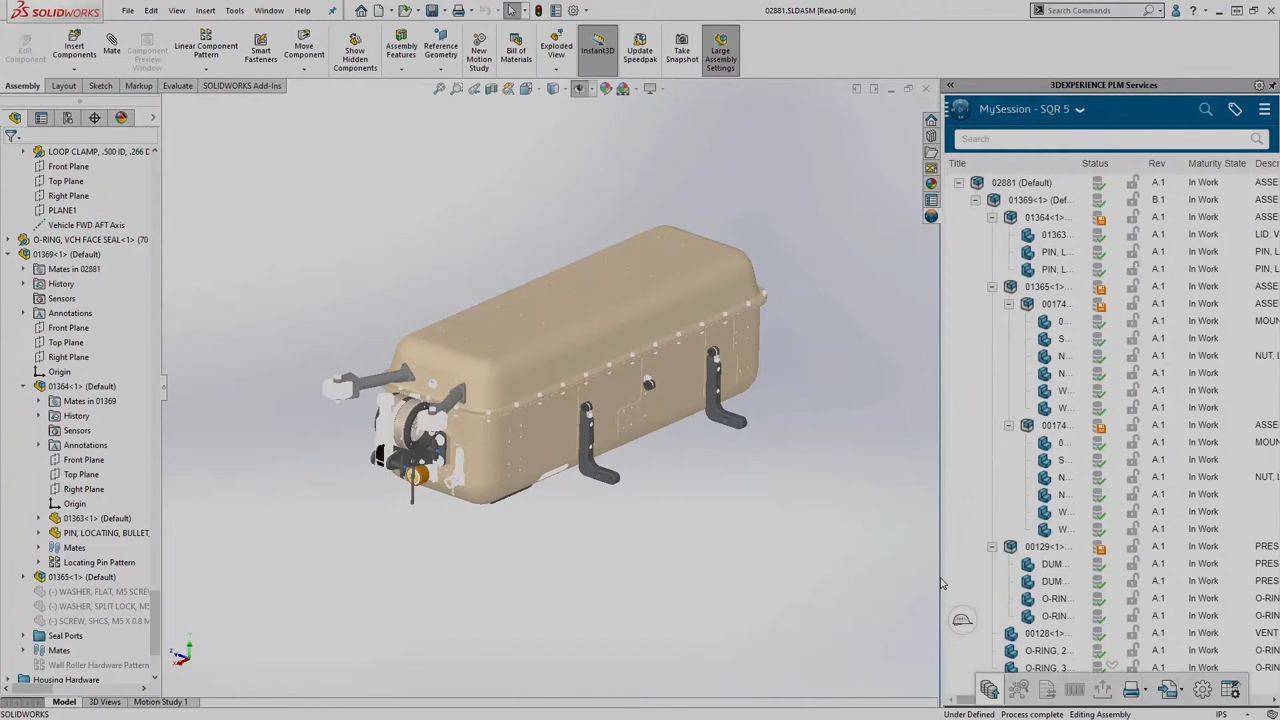 SOLIDWORKS File Edit View Insert Tools Window Help 02881.SLDASM [Read-only] Search Commands
Edit Component
Insert Components
Mate
Component Preview Window
Linear Component Pattern
Smart Fasteners
Move Component
Show Hidden Components
Assembly Features
Reference Geometry
New Motion Study
Bill of Materials
Exploded View
Instant3D
Update Speedpak
Take Snapshot
Large Assembly Settings
Assembly Layout Sketch Markup Evaluate SOLIDWORKS Add-Ins
LOOP CLAMP, .500 ID, .266 D
Front Plane
Top Plane
Right Plane
PLANE1
Vehicle FWD AFT Axis
O-RING, VCH FACE SEAL<1> (70
01369<1> (Default)
Mates in 02881
History
Sensors
Annotations
Front Plane
Top Plane
Right Plane
Origin
01364<1> (Default)
Mates in 01369
History
Sensors
Annotations
Front Plane
Top Plane
Right Plane
Origin
01363<1> (Default)
PIN, LOCATING, BULLET,
Mates
Locating Pin Pattern
01365<1> (Default)
(-) WASHER, FLAT, M5 SCREW
(-) WASHER, SPLIT LOCK, M5
(-) SCREW, SHCS, M5 X 0.8 M
Seal Ports
Mates
Wall Roller Hardware Pattern
Housing Hardware
3DEXPERIENCE PLM Services
MySession - SQR 5
Search
Title Status Rev Maturity State Descr
02881 (Default) A.1 In Work ASSE
01369<1> (Def... B.1 In Work ASSE
01364<1>... A.1 In Work ASSE
01363... A.1 In Work LID, V
PIN, L... A.1 In Work PIN, L
PIN, L... A.1 In Work PIN, L
01365<1>... A.1 In Work ASSE
00174... A.1 In Work ASSE
0... A.1 In Work MOUN
S... A.1 In Work
N... A.1 In Work NUT, L
N... A.1 In Work
W... A.1 In Work
W... A.1 In Work
00174... A.1 In Work ASSE
0... A.1 In Work MOUN
S... A.1 In Work
N... A.1 In Work NUT, L
N... A.1 In Work
W... A.1 In Work
W... A.1 In Work
00129<1>... A.1 In Work PRES
DUM... A.1 In Work PRES
DUM... A.1 In Work PRES
O-RIN... A.1 In Work O-RIN
O-RIN... A.1 In Work O-RIN
00128<1>... A.1 In Work VENT
O-RING, 2... A.1 In Work O-RIN
O-RING, 3... A.1 In Work O-RIN
Model 3D Views Motion Study 1
SOLIDWORKS Under Defined Process complete Editing Assembly IPS